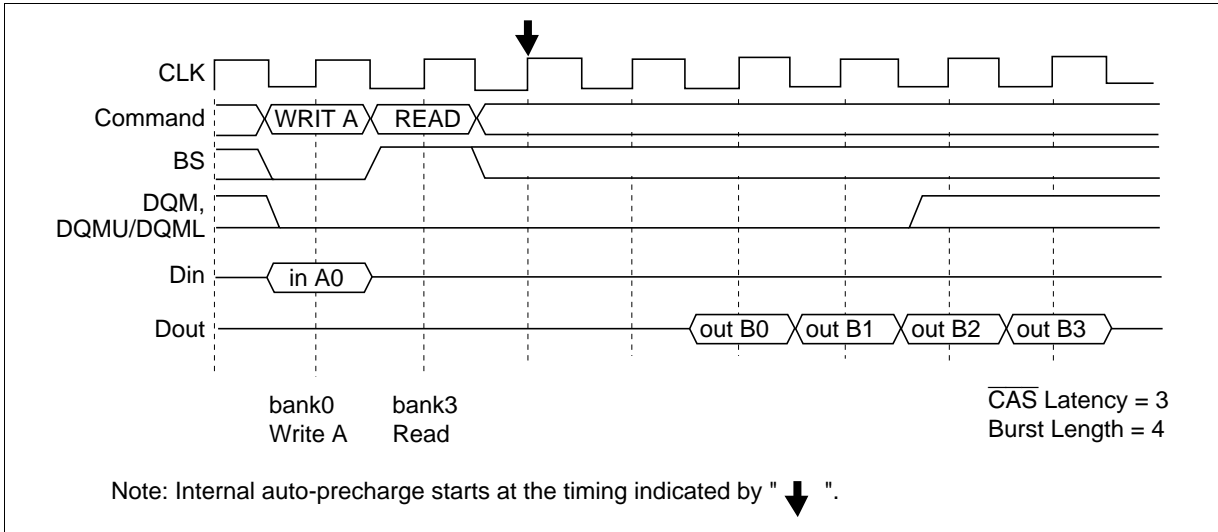 CLK
Command WRIT A READ
BS
DQM,
DQMU/DQML
Din in A0
Dout out B0 out B1 out B2 out B3
bank0 bank3 CAS Latency = 3
Write A Read Burst Length = 4
Note: Internal auto-precharge starts at the timing indicated by " ".